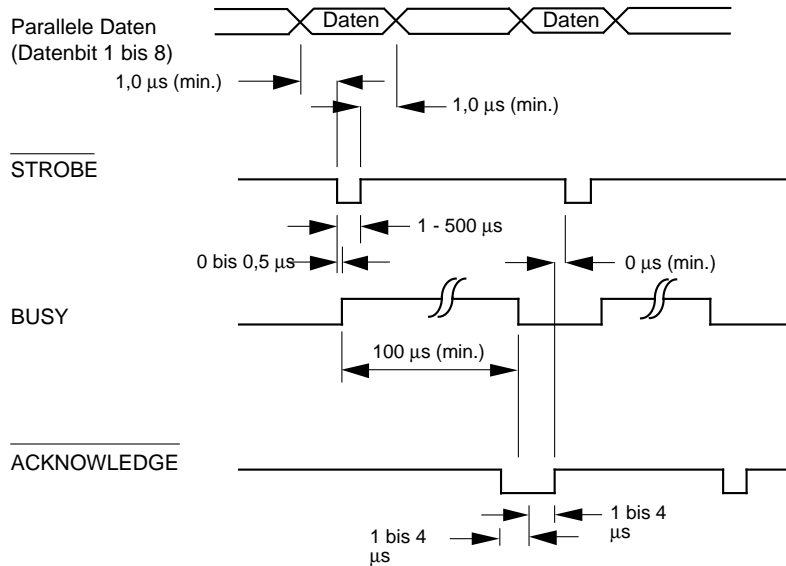 Daten
Daten
Parallele Daten
(Datenbit 1 bis 8)
1,0 μs (min.)
1,0 μs (min.)
STROBE
1 - 500 μs
0 bis 0,5 μs
0 μs (min.)
BUSY
100 μs (min.)
ACKNOWLEDGE
1 bis 4
μs
1 bis 4
μs